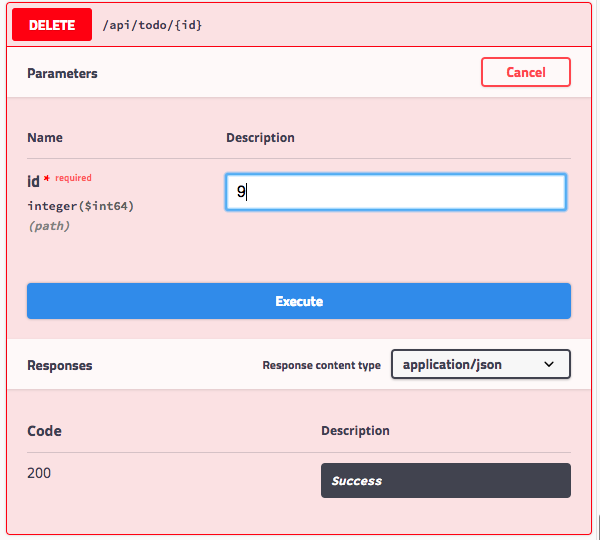 DELETE /api/todo/{id}
Parameters Cancel
Name Description
id * required
9
integer($int64)
(path)
Execute
Responses Response content type application/json
Code Description
200 Success